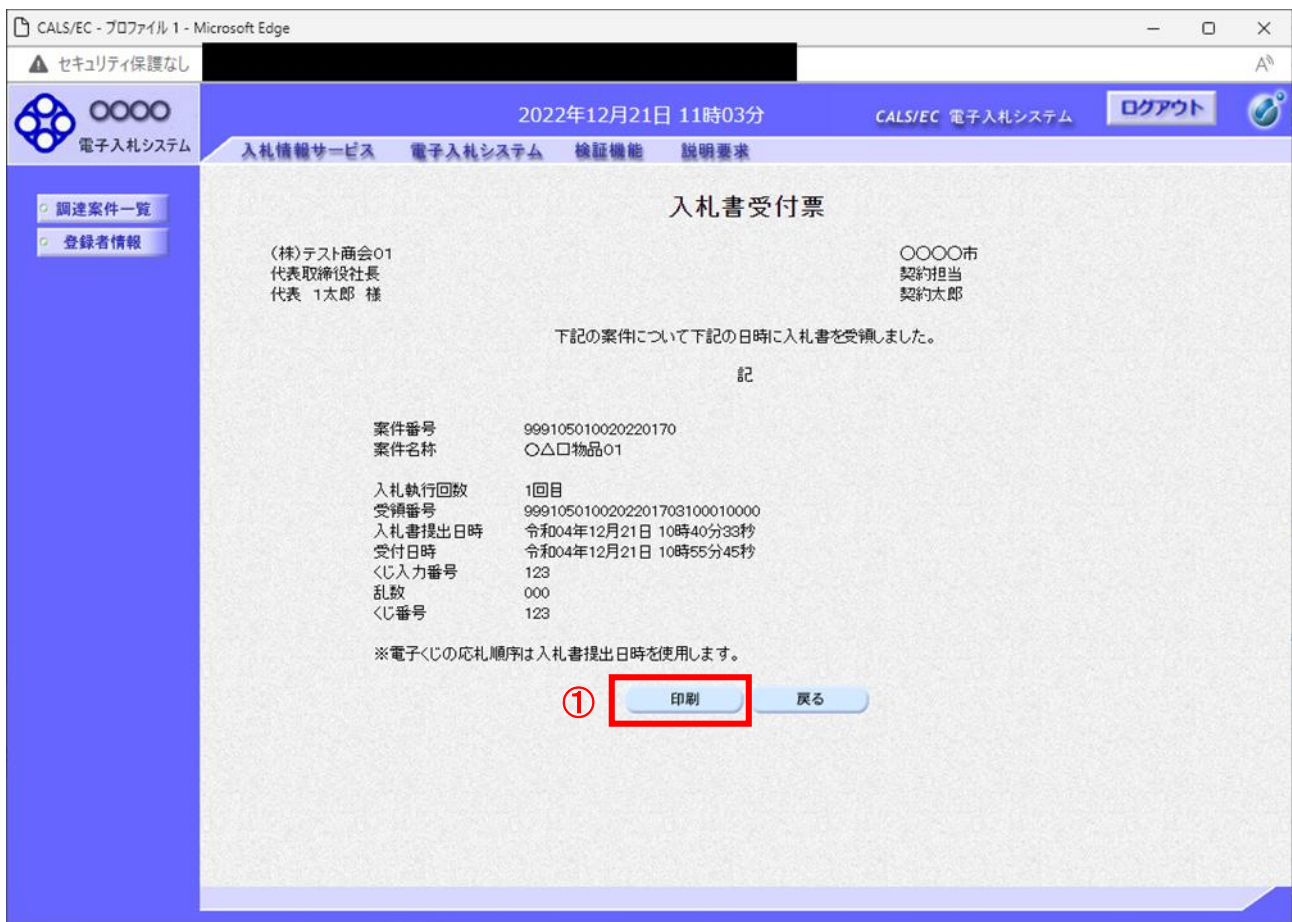 CALS/EC - プロファイル 1 - Microsoft Edge
セキュリティ保護なし
〇〇〇〇
電子入札システム
2022年12月21日 11時03分
CALS/EC 電子入札システム
ログアウト
入札情報サービス 電子入札システム 検証機能 説明要求
調達案件一覧
登録者情報
入札書受付票
(株)テスト商会01
代表取締役社長
代表 1太郎 様
〇〇〇〇市
契約担当
契約太郎
下記の案件について下記の日時に入札書を受領しました。
記
案件番号 999105010020220170
案件名称 〇△口物品01
入札執行回数 1回目
受領番号 9991050100202201703100010000
入札書提出日時 令和04年12月21日 10時40分33秒
受付日時 令和04年12月21日 10時55分45秒
くじ入力番号 123
乱数 000
くじ番号 123
※電子くじの応札順序は入札書提出日時を使用します。
① 印刷 戻る